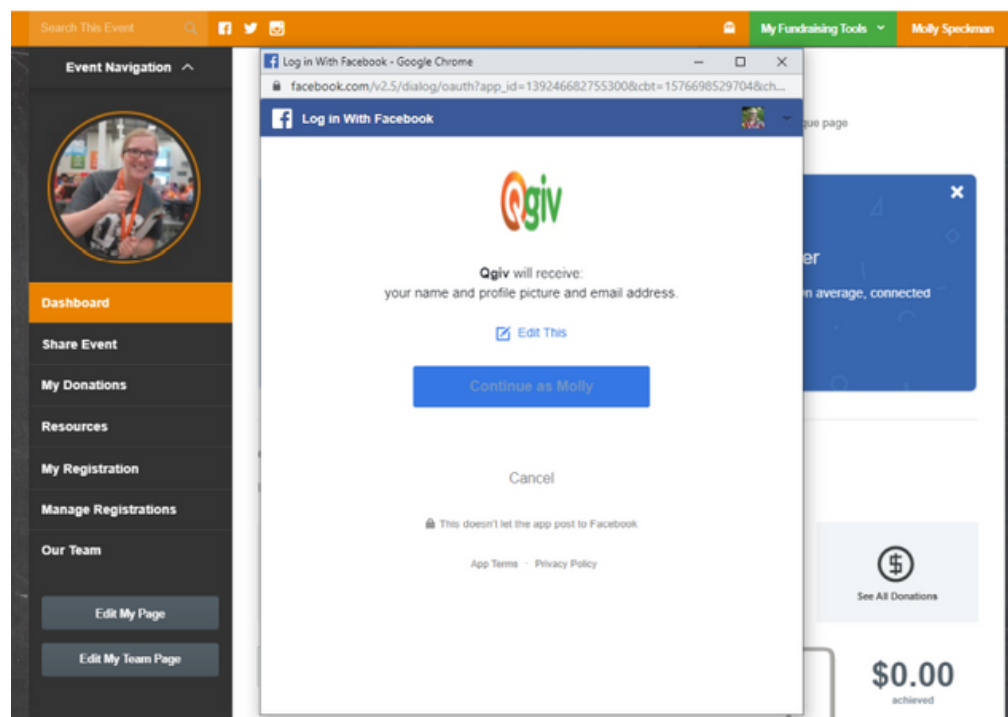 Search This Event
My Fundraising Tools
Molly Speckman
Event Navigation
Dashboard
Share Event
My Donations
Resources
My Registration
Manage Registrations
Our Team
Edit My Page
Edit My Team Page
Log in With Facebook - Google Chrome
facebook.com/v2.5/dialog/oauth?app_id=139246682755300&cbt=1576698529704&ch...
Log in With Facebook
Qgiv
Qgiv will receive:
your name and profile picture and email address.
Edit This
Continue as Molly
Cancel
This doesn't let the app post to Facebook
App Terms · Privacy Policy
que page
er
n average, connected
See All Donations
$0.00
achieved